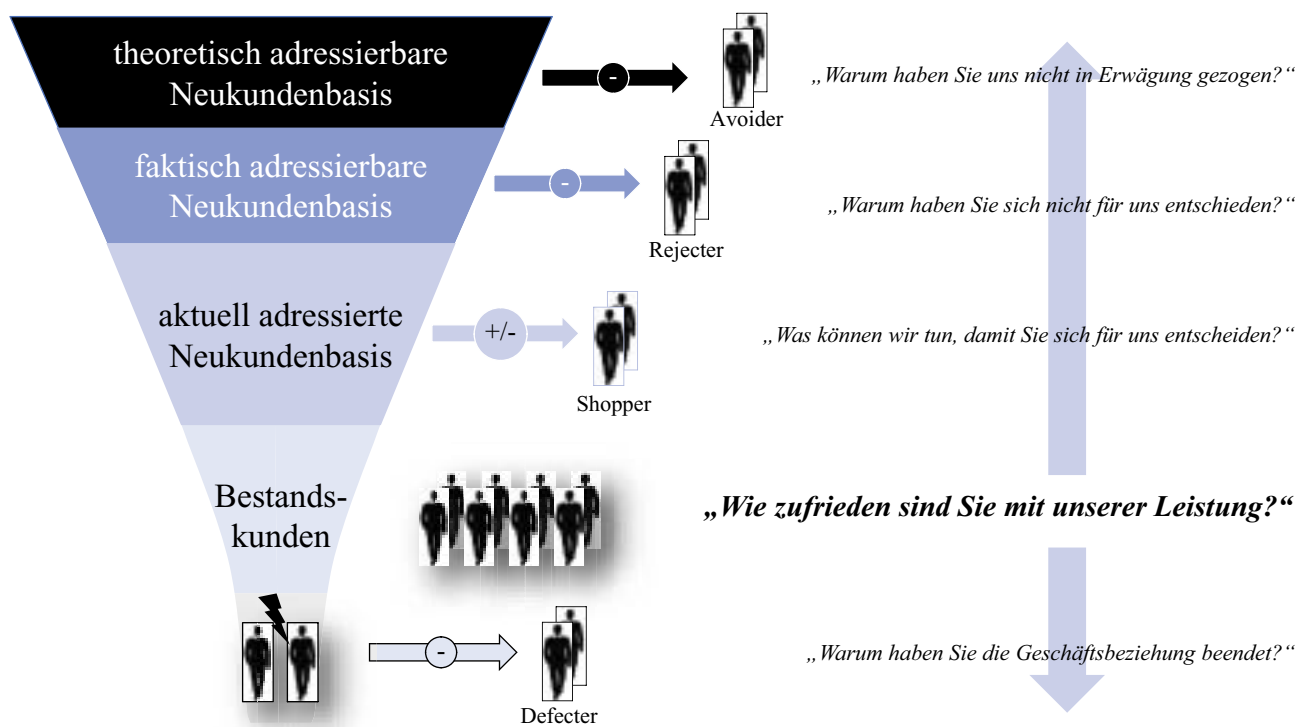 theoretisch adressierbare
Neukundenbasis
-
Avoider
„Warum haben Sie uns nicht in Erwägung gezogen?“
faktisch adressierbare
Neukundenbasis
-
Rejecter
„Warum haben Sie sich nicht für uns entschieden?“
aktuell adressierte
Neukundenbasis
+/-
Shopper
„Was können wir tun, damit Sie sich für uns entscheiden?“
Bestands-
kunden
„Wie zufrieden sind Sie mit unserer Leistung?“
-
Defecter
„Warum haben Sie die Geschäftsbeziehung beendet?“